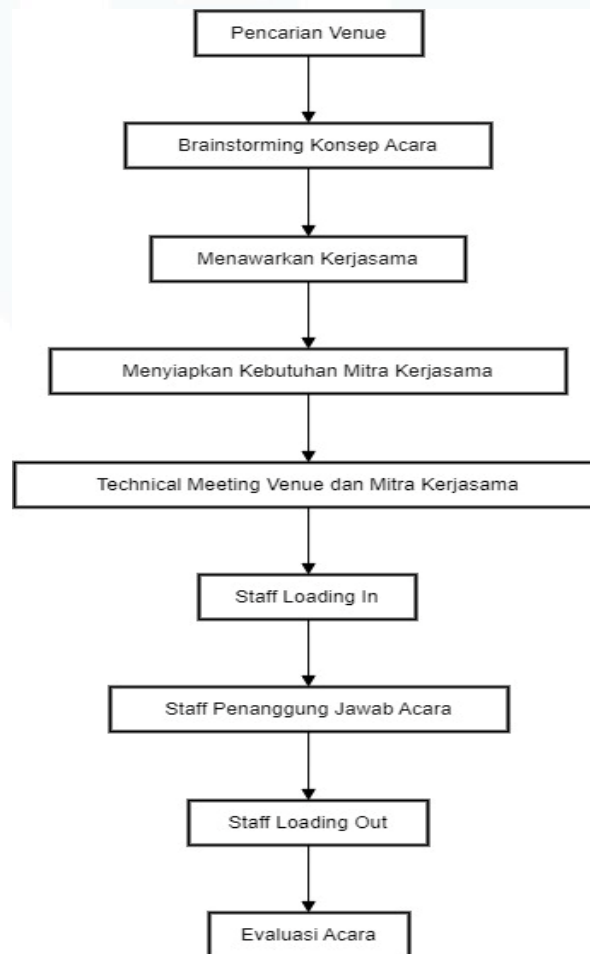 Pencarian Venue
Brainstorming Konsep Acara
Menawarkan Kerjasama
Menyiapkan Kebutuhan Mitra Kerjasama
Technical Meeting Venue dan Mitra Kerjasama
Staff Loading In
Staff Penanggung Jawab Acara
Staff Loading Out
Evaluasi Acara